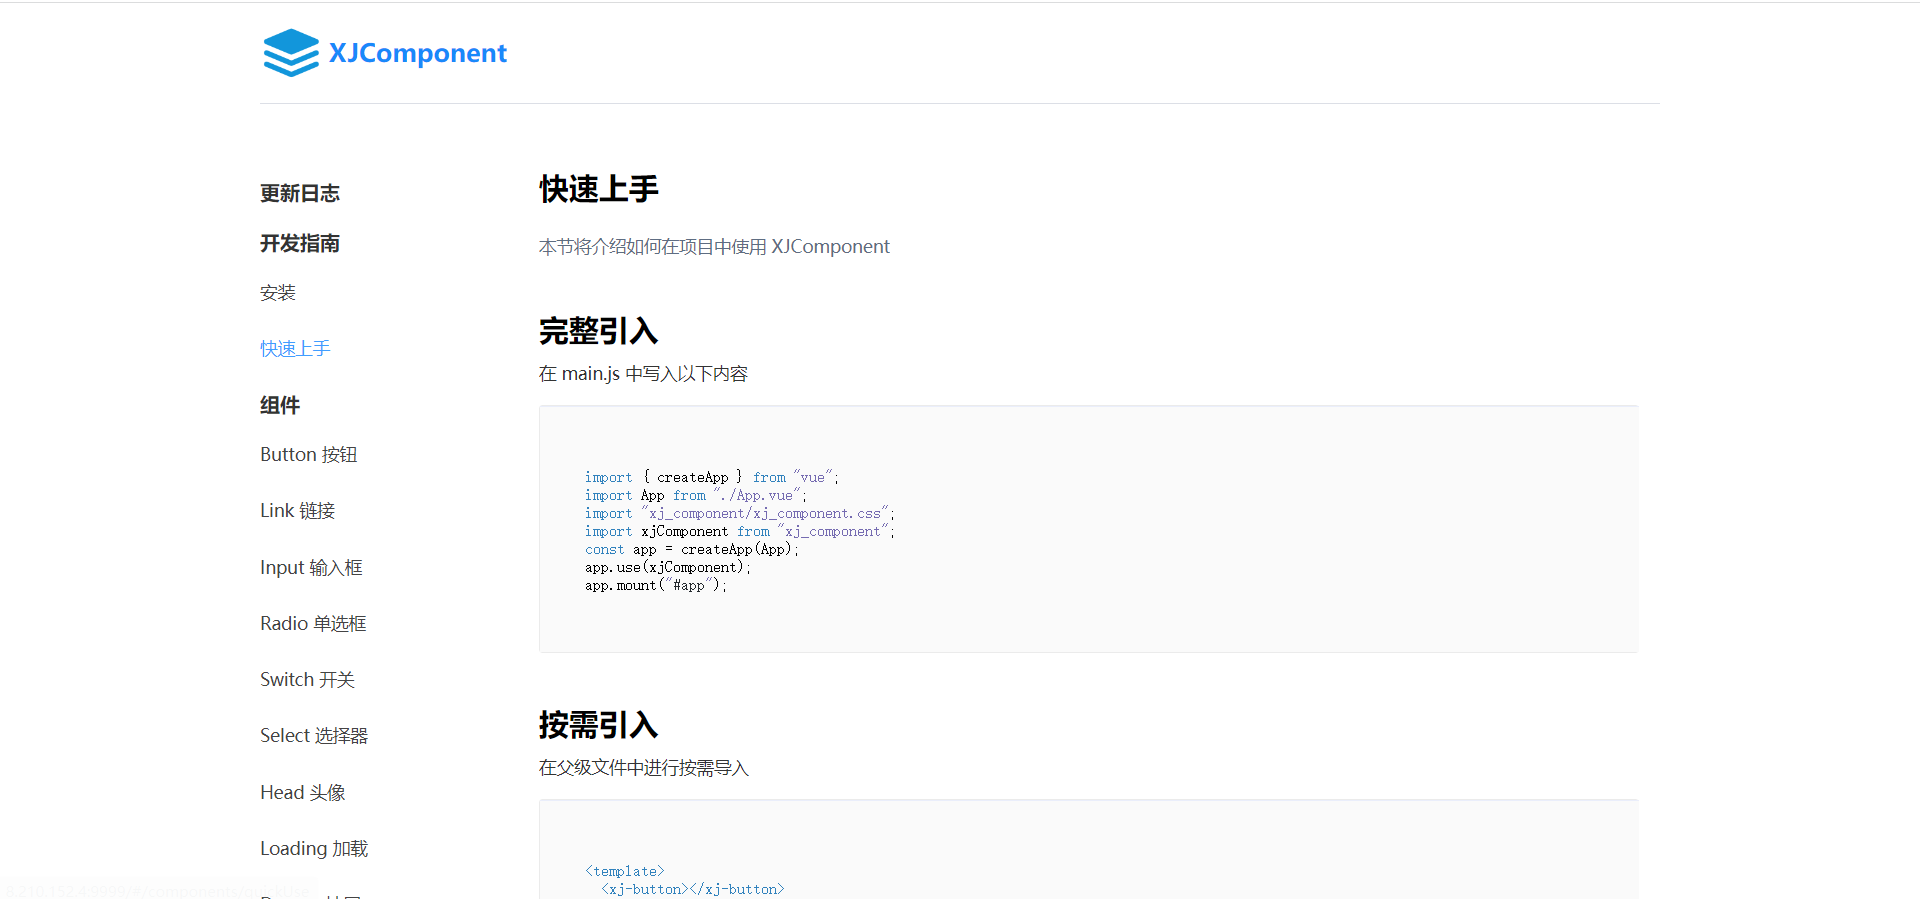 XJComponent
更新日志
开发指南
安装
快速上手
组件
Button 按钮
Link 链接
Input 输入框
Radio 单选框
Switch 开关
Select 选择器
Head 头像
Loading 加载
快速上手
本节将介绍如何在项目中使用 XJComponent
完整引入
在 main.js 中写入以下内容
import { createApp } from "vue";
import App from "./App.vue";
import "xj_component/xj_component.css";
import xjComponent from "xj_component";
const app = createApp(App);
app.use(xjComponent);
app.mount("#app");
按需引入
在父级文件中进行按需导入
<template>
<xj-button></xj-button>